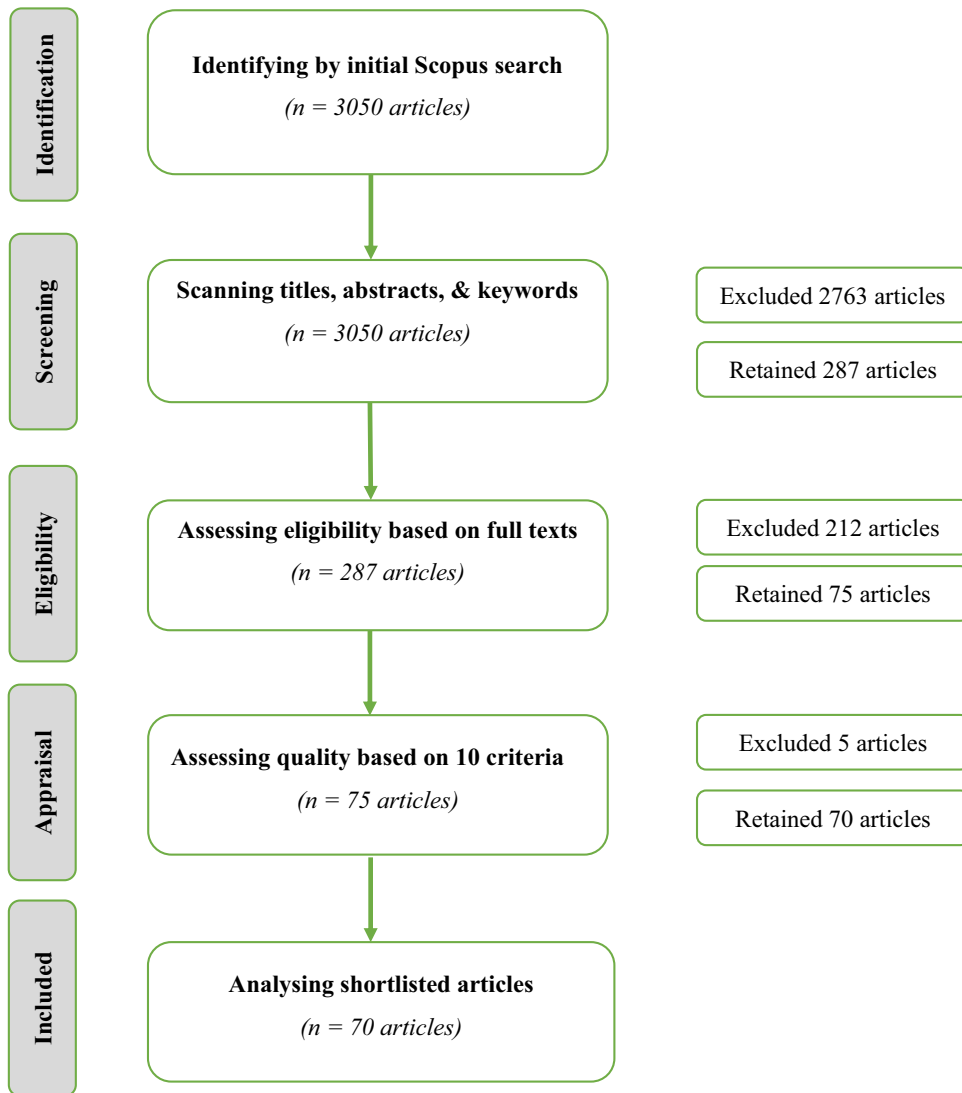 Identification
Identifying by initial Scopus search
(n = 3050 articles)
Screening
Scanning titles, abstracts, & keywords
(n = 3050 articles)
Excluded 2763 articles
Retained 287 articles
Eligibility
Assessing eligibility based on full texts
(n = 287 articles)
Excluded 212 articles
Retained 75 articles
Appraisal
Assessing quality based on 10 criteria
(n = 75 articles)
Excluded 5 articles
Retained 70 articles
Included
Analysing shortlisted articles
(n = 70 articles)